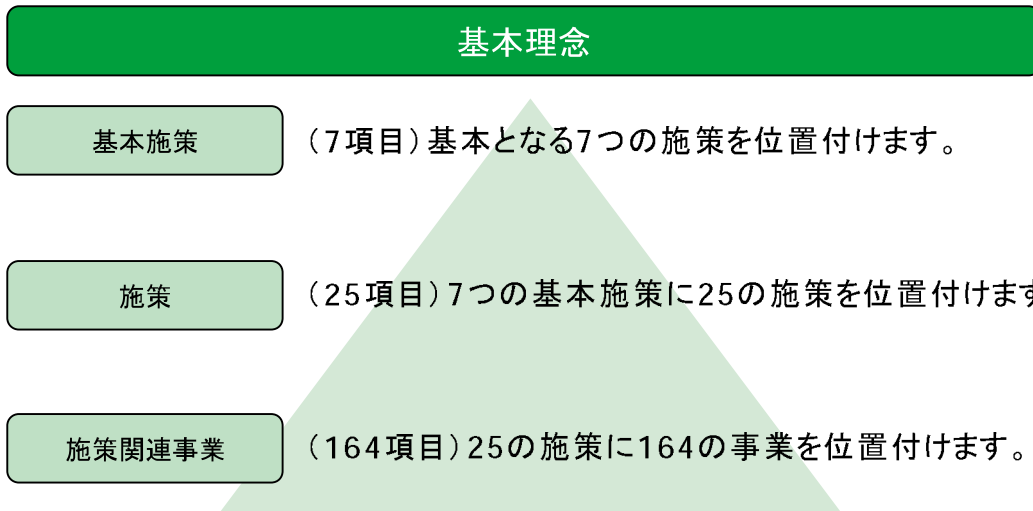 基本理念
基本施策
(7項目)基本となる7つの施策を位置付けます。
施策
(25項目)7つの基本施策に25の施策を位置付けます
施策関連事業
(164項目)25の施策に164の事業を位置付けます。